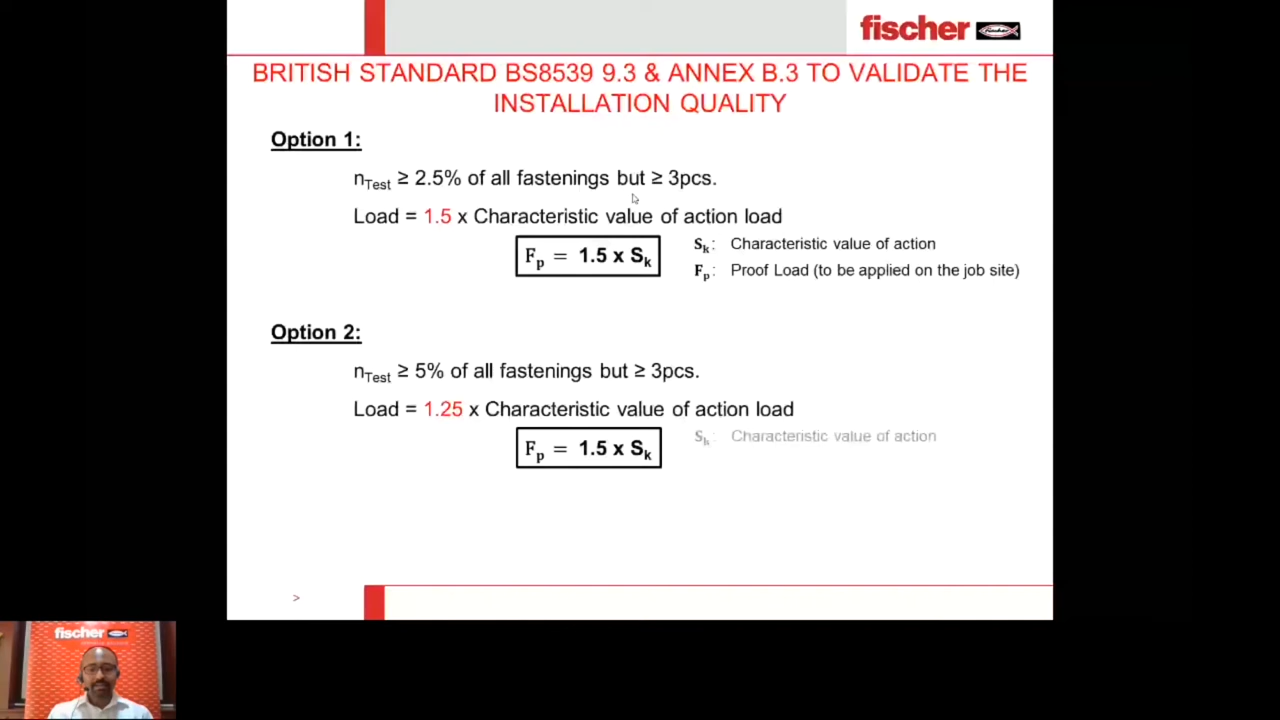 fischer
fischer
BRITISH STANDARD BS8539 9.3 & ANNEX B.3 TO VALIDATE THE
INSTALLATION QUALITY
Option 1:
nTest ≥ 2.5% of all fastenings but ≥ 3pcs.
Load = 1.5 x Characteristic value of action load
Fp = 1.5 x Sk
Sk: Characteristic value of action
Fp: Proof Load (to be applied on the job site)
Option 2:
nTest ≥ 5% of all fastenings but ≥ 3pcs.
Load = 1.25 x Characteristic value of action load
Fp = 1.5 x Sk
Sk: Characteristic value of action
>
fischer